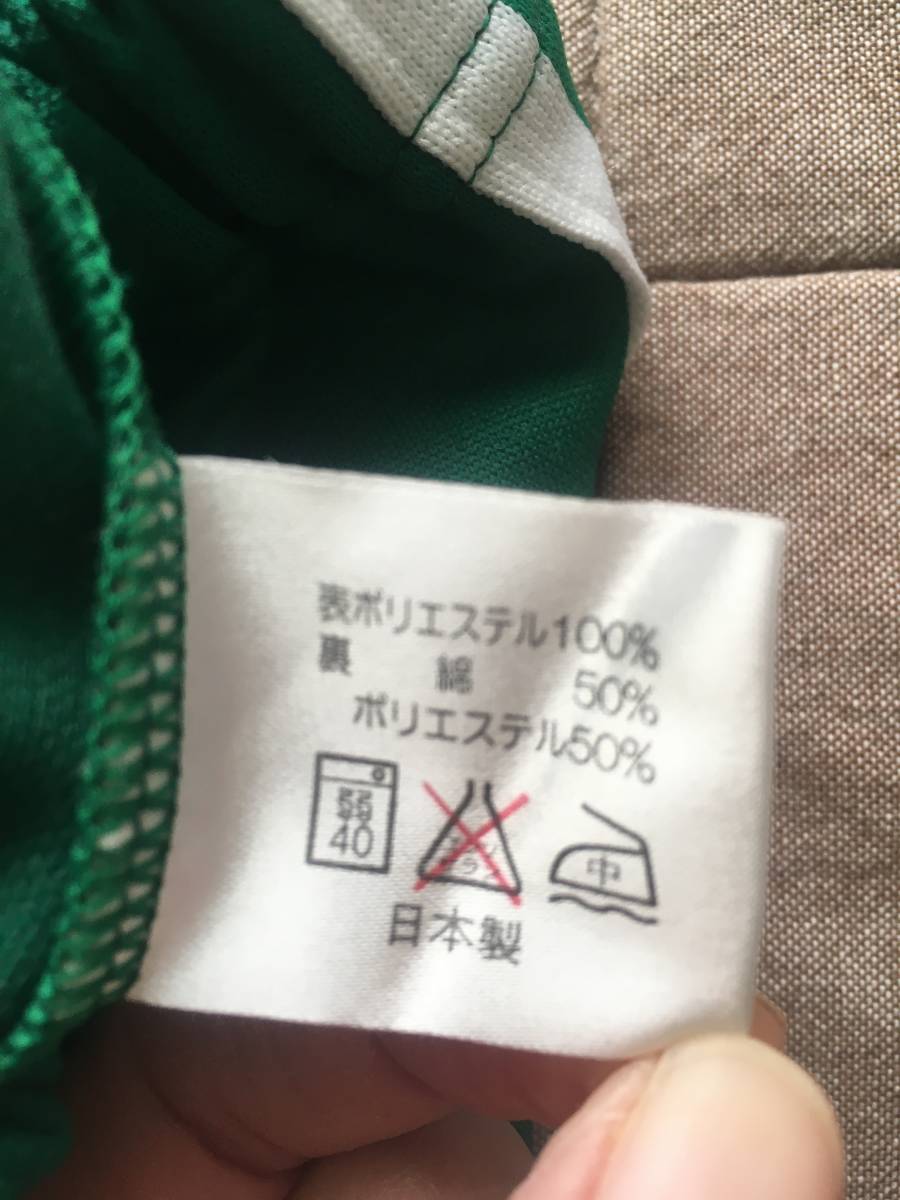 表ポリエステル100%
裏 綿 50%
ポリエステル50%
弱
40
中
日本製